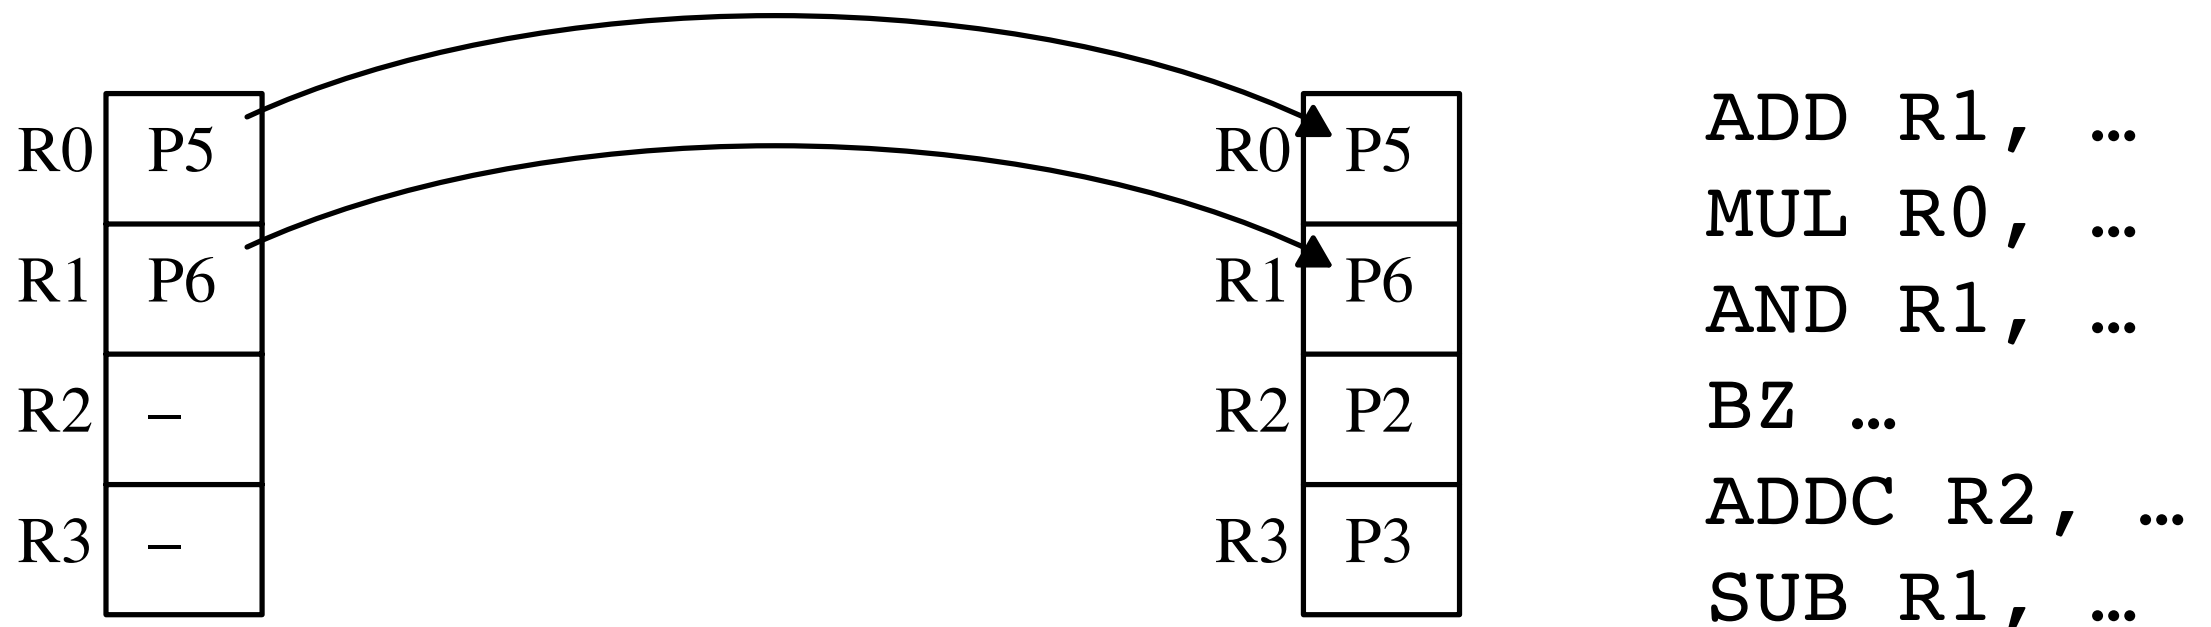 R0 P5
R1 P6
R2 –
R3 –
R0 P5
R1 P6
R2 P2
R3 P3
ADD R1, …
MUL R0, …
AND R1, …
BZ …
ADDC R2, …
SUB R1, …